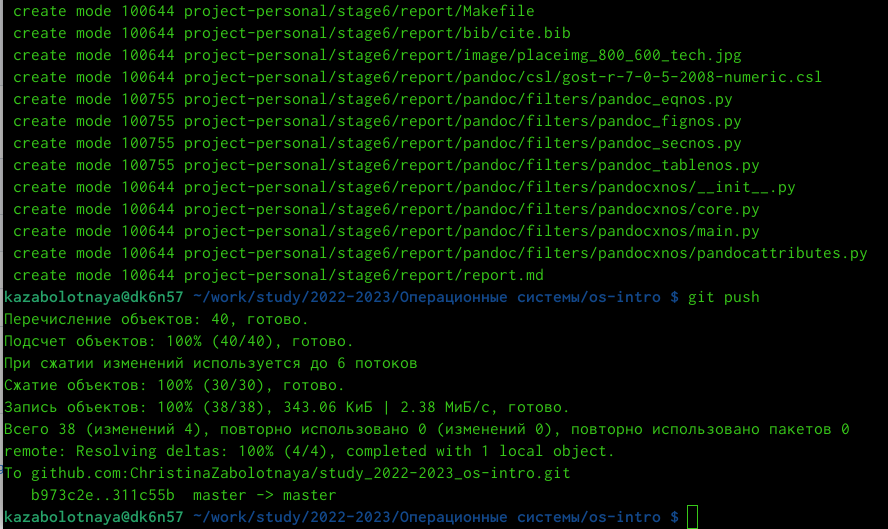 create mode 100644 project-personal/stage6/report/Makefile
create mode 100644 project-personal/stage6/report/bib/cite.bib
create mode 100644 project-personal/stage6/report/image/placeimg_800_600_tech.jpg
create mode 100644 project-personal/stage6/report/pandoc/csl/gost-r-7-0-5-2008-numeric.csl
create mode 100755 project-personal/stage6/report/pandoc/filters/pandoc_eqnos.py
create mode 100755 project-personal/stage6/report/pandoc/filters/pandoc_fignos.py
create mode 100755 project-personal/stage6/report/pandoc/filters/pandoc_secnos.py
create mode 100755 project-personal/stage6/report/pandoc/filters/pandoc_tablenos.py
create mode 100644 project-personal/stage6/report/pandoc/filters/pandocxnos/__init__.py
create mode 100644 project-personal/stage6/report/pandoc/filters/pandocxnos/core.py
create mode 100644 project-personal/stage6/report/pandoc/filters/pandocxnos/main.py
create mode 100644 project-personal/stage6/report/pandoc/filters/pandocxnos/pandocattributes.py
create mode 100644 project-personal/stage6/report/report.md
kazabolotnaya@dk6n57 ~/work/study/2022-2023/Операционные системы/os-intro $ git push
Перечисление объектов: 40, готово.
Подсчет объектов: 100% (40/40), готово.
При сжатии изменений используется до 6 потоков
Сжатие объектов: 100% (30/30), готово.
Запись объектов: 100% (38/38), 343.06 КиБ | 2.38 МиБ/с, готово.
Всего 38 (изменений 4), повторно использовано 0 (изменений 0), повторно использовано пакетов 0
remote: Resolving deltas: 100% (4/4), completed with 1 local object.
To github.com:ChristinaZabolotnaya/study_2022-2023_os-intro.git
b973c2e..311c55b  master -> master
kazabolotnaya@dk6n57 ~/work/study/2022-2023/Операционные системы/os-intro $